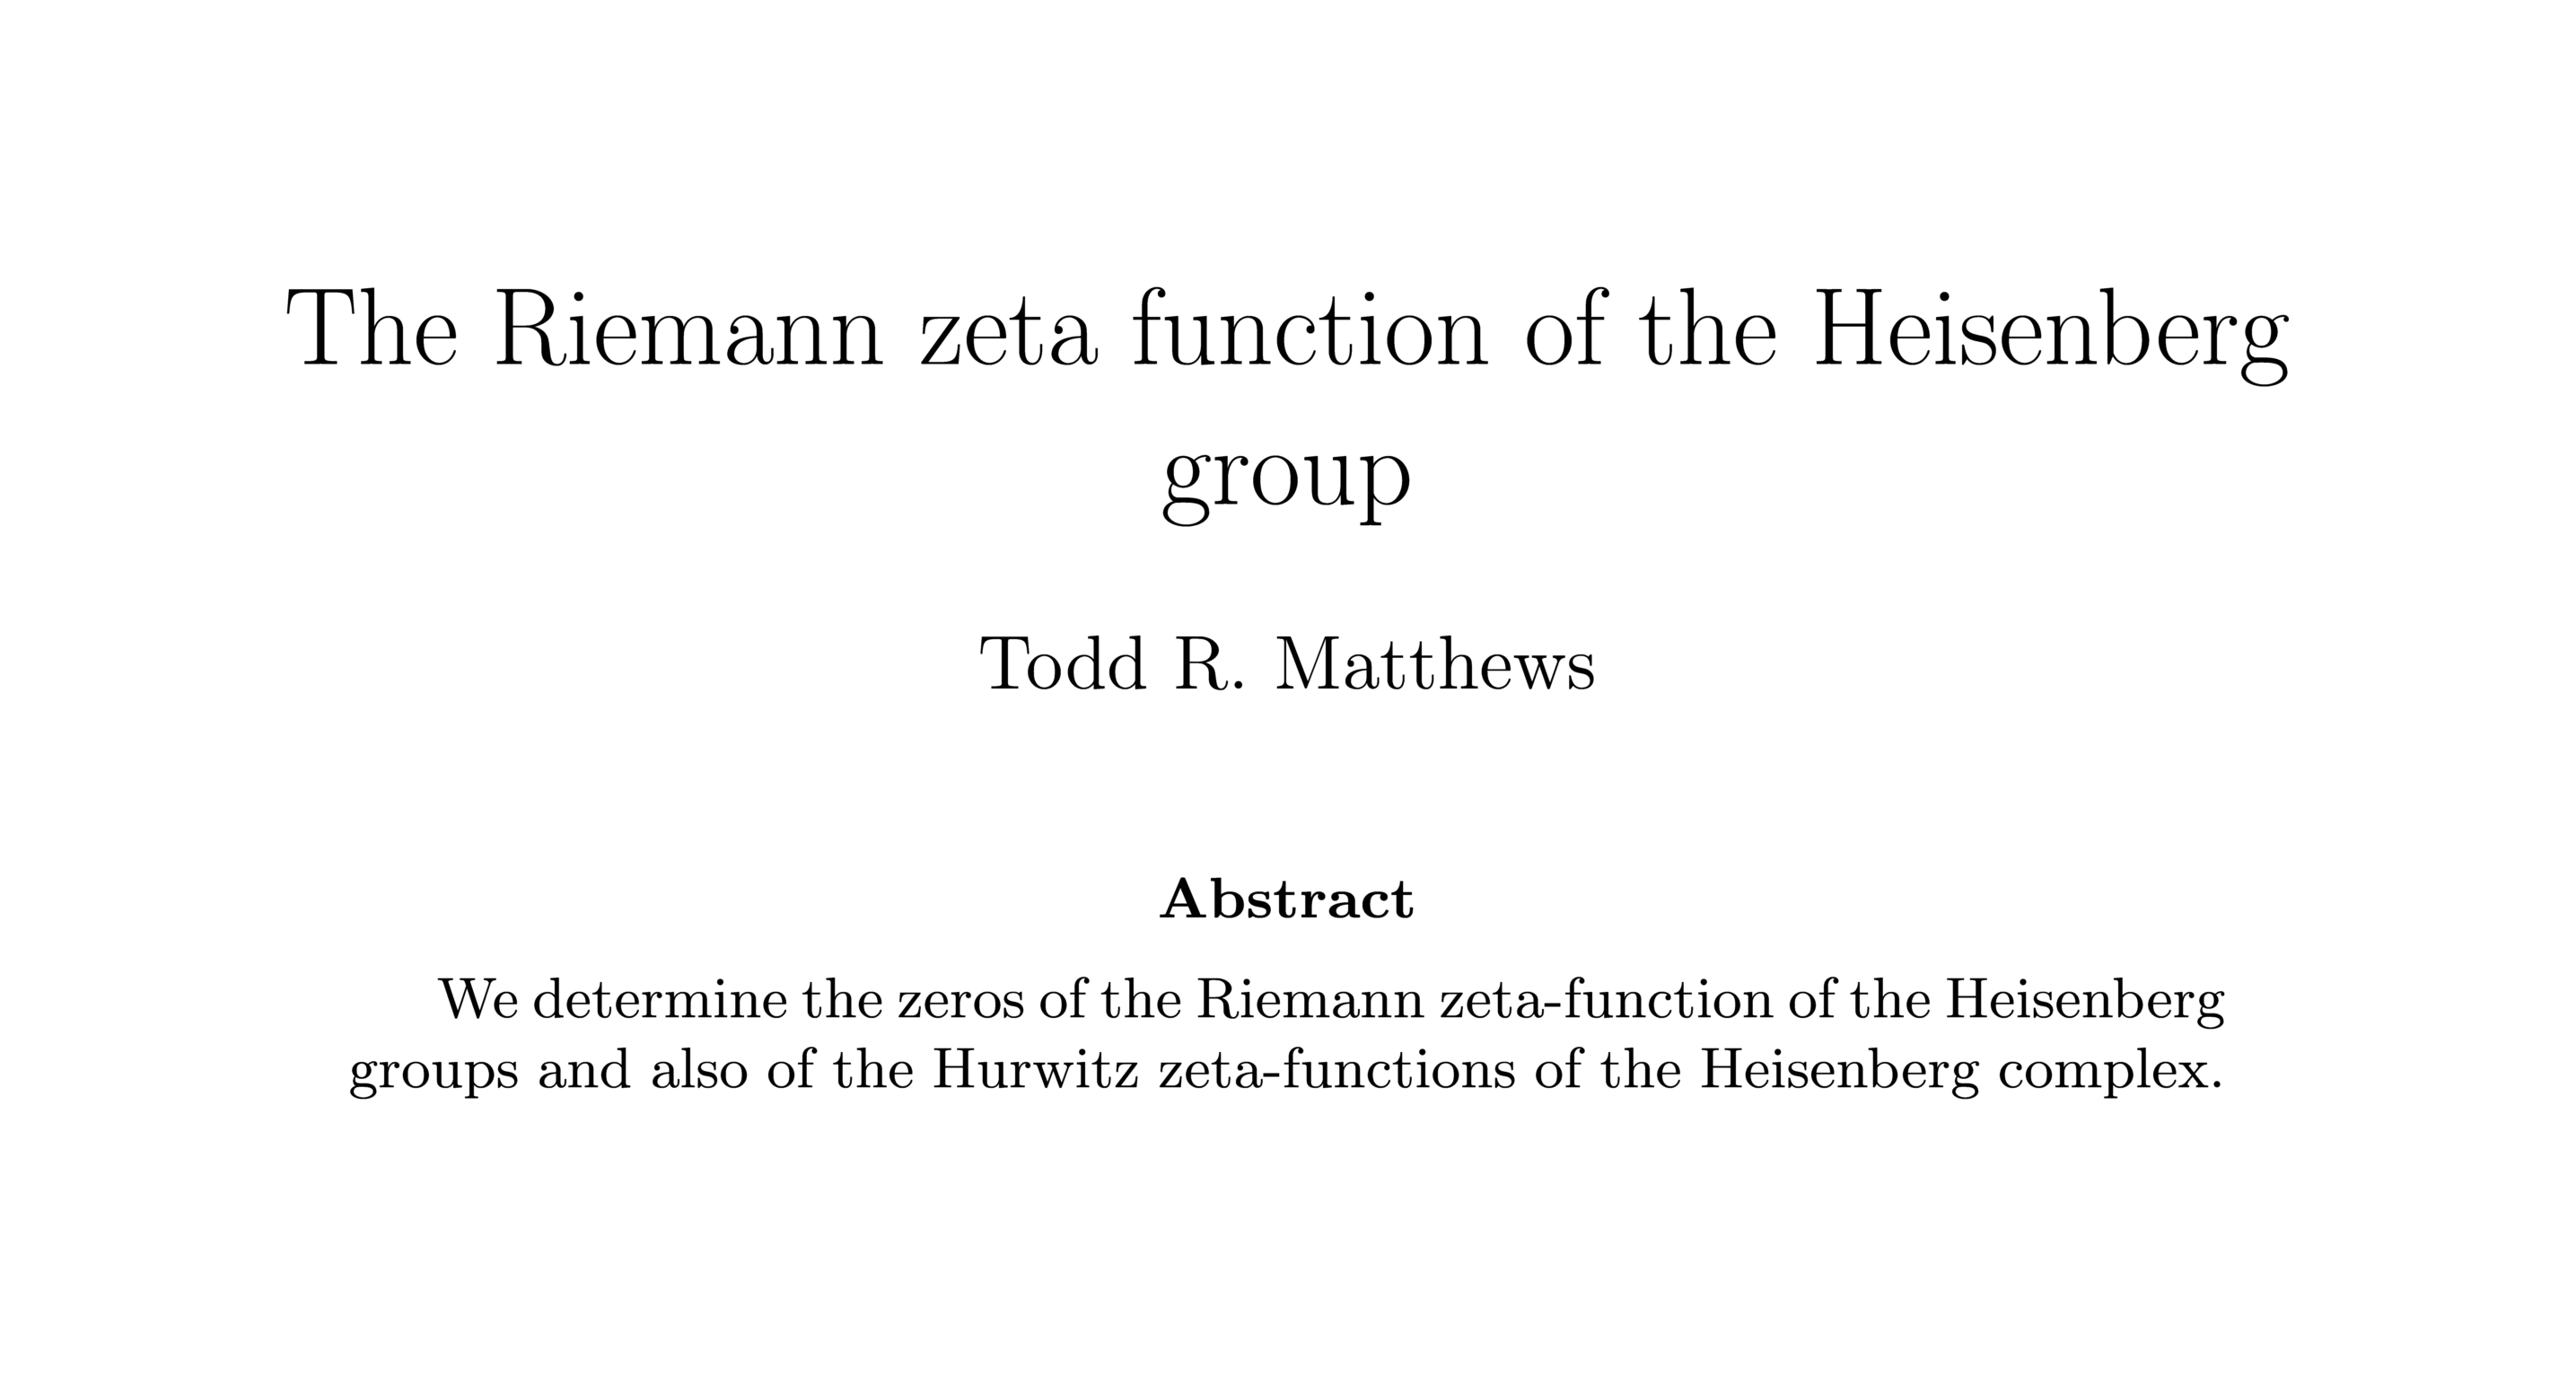 The Riemann zeta function of the Heisenberg
group
Todd R. Matthews
Abstract
We determine the zeros of the Riemann zeta-function of the Heisenberg
groups and also of the Hurwitz zeta-functions of the Heisenberg complex.